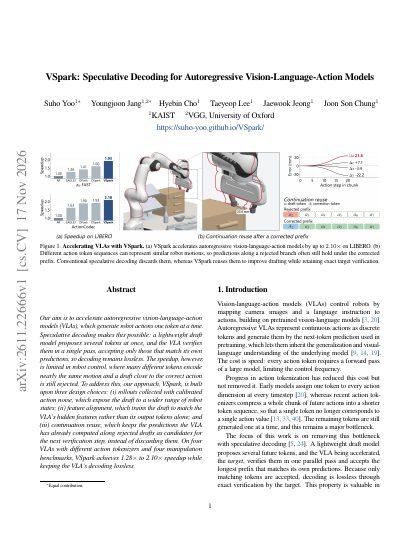 VSpark: Speculative Decoding for Autoregressive Vision-Language-Action Models
Suho Yoo¹* Youngjoon Jang¹,²* Hyebin Cho¹ Taeyeop Lee¹ Jaewook Jeong¹ Joon Son Chung¹
¹KAIST ²VGG, University of Oxford
https://suho-yoo.github.io/VSpark/
arXiv:2611.22666v1 [cs.CV] 17 Nov 2026
Speedup
π₀ FAST
Speedup
ActionCodec
(a) Speedup on LIBERO
Error (mm)
Action step in chunk
Continuation reuse
Rejected prefix
Corrected prefix
(b) Continuation reuse after a corrected prefix
Figure 1. Accelerating VLAs with VSpark. (a) VSpark accelerates autoregressive vision-language-action models by up to 2.10× on LIBERO. (b)
Different action token sequences can represent similar robot motions, so predictions along a rejected branch often still hold under the corrected prefix.
Conventional speculative decoding discards them, whereas VSpark reuses them to improve drafting while retaining exact target verification.
Abstract
Our aim is to accelerate autoregressive vision-language-action
models (VLAs), which generate robot actions one token at a time.
Speculative decoding makes this possible; a lightweight draft
model proposes several tokens at once, and the VLA verifies
them in a single pass, accepting only those that match its own
predictions, so decoding remains lossless. The speedup, however,
is limited in robot control, where many different tokens encode
nearly the same motion and a draft close to the correct action
is still rejected. To address this, our approach, VSpark, is built
upon three design choices: (i) rollouts collected with calibrated
action noise, which expose the draft to a wider range of robot
states; (ii) feature alignment, which trains the draft to match the
VLA's hidden features rather than its output tokens alone; and
(iii) continuation reuse, which keeps the predictions the VLA
has already computed along rejected drafts as candidates for
the next verification step, instead of discarding them. On four
VLAs with different action tokenizers and four manipulation
benchmarks, VSpark achieves 1.28× to 2.10× speedup while
keeping the VLA's decoding lossless.
*Equal contribution.
1. Introduction
Vision-language-action models (VLAs) control robots by
mapping camera images and a language instruction to
actions, building on pretrained vision-language models [3, 20].
Autoregressive VLAs represent continuous actions as discrete
tokens and generate them by the next-token prediction used in
pretraining, which lets them inherit the generalization and visual-
language understanding of the underlying model [9, 14, 19].
The cost is speed: every action token requires a forward pass
of a large model, limiting the control frequency.
Progress in action tokenization has reduced this cost but
not removed it. Early models assign one token to every action
dimension at every timestep [20], whereas recent action tok-
enizers compress a whole chunk of future actions into a shorter
token sequence, so that a single token no longer corresponds to
a single action value [13, 33, 40]. The remaining tokens are still
generated one at a time, and this remains a major bottleneck.
The focus of this work is on removing this bottleneck
with speculative decoding [5, 24]. A lightweight draft model
proposes several future tokens, and the VLA being accelerated,
the target, verifies them in one parallel pass and accepts the
longest prefix that matches its own predictions. Because only
matching tokens are accepted, decoding is lossless through
exact verification by the target. This property is valuable in
1